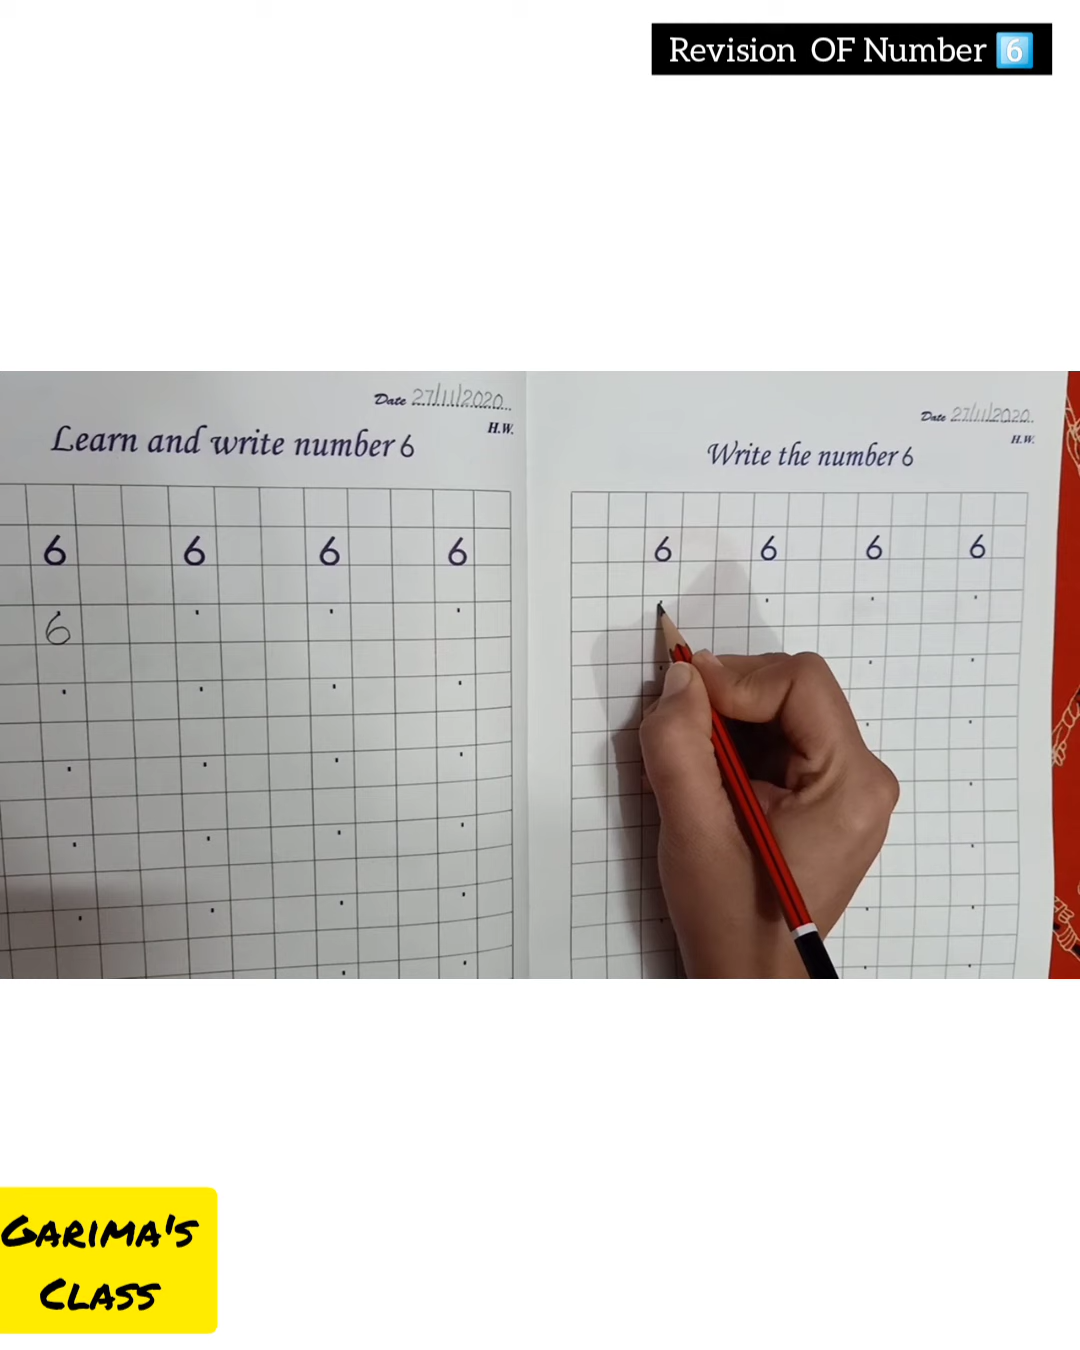 Revision OF Number 6️⃣
Date 27/11/2020
H.W.
Learn and write number 6
6 6 6 6
6
Date 27/11/2020
H.W.
Write the number 6
6 6 6 6
GARIMA'S
CLASS